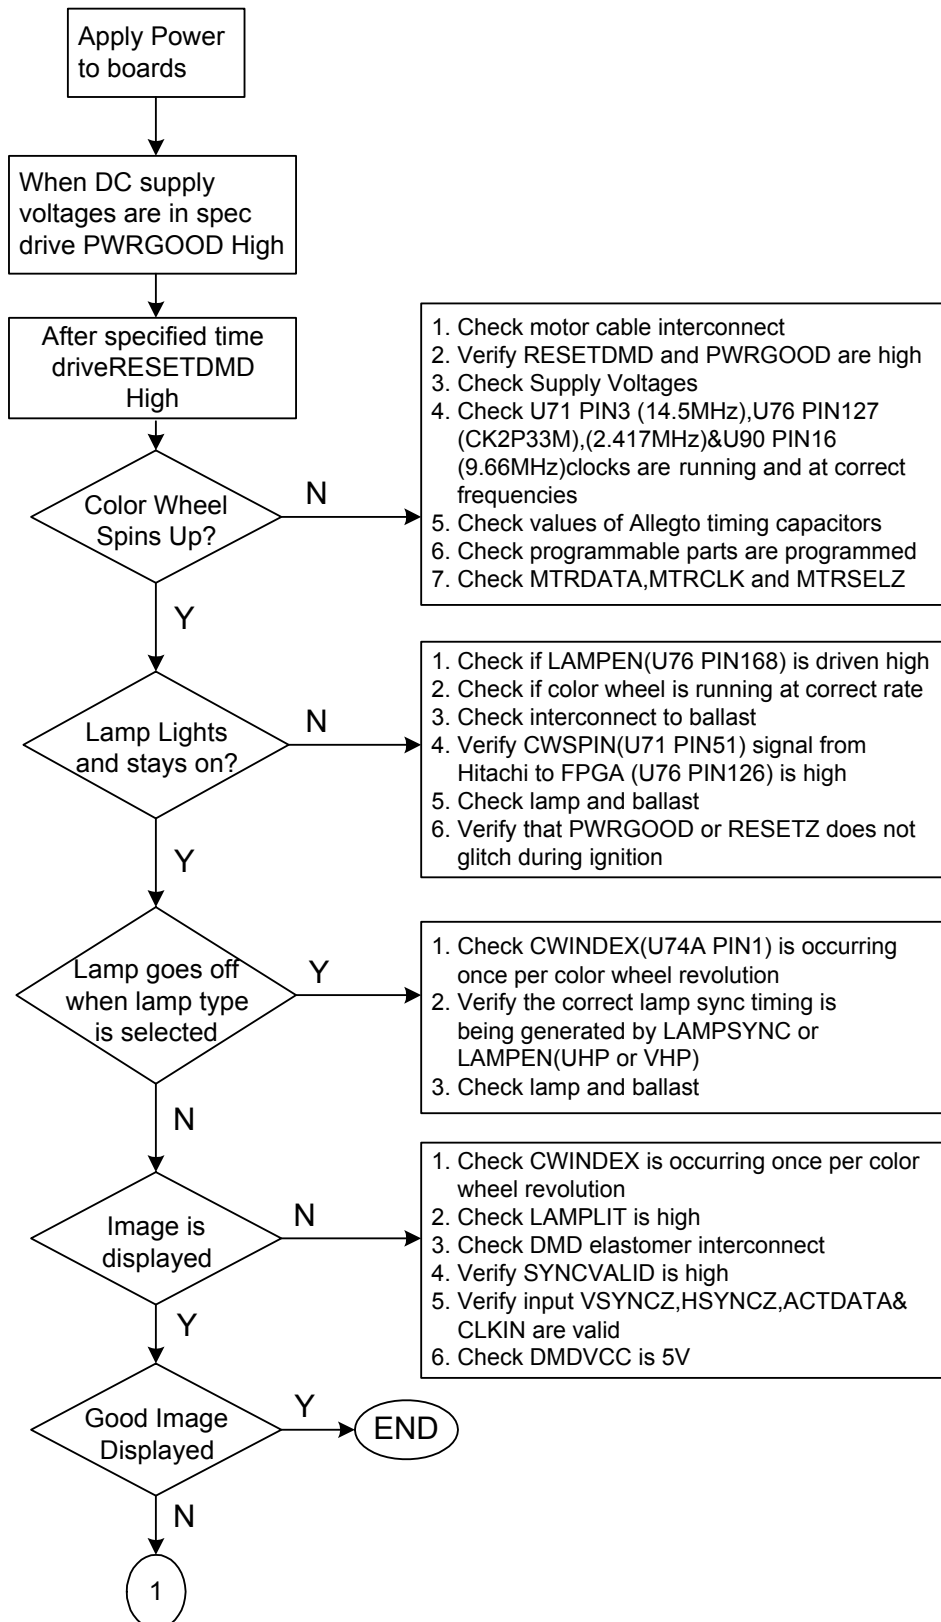 Apply Power
to boards
When DC supply
voltages are in spec
drive PWRGOOD High
After specified time
driveRESETDMD
High
Color Wheel
Spins Up?
N
1. Check motor cable interconnect
2. Verify RESETDMD and PWRGOOD are high
3. Check Supply Voltages
4. Check U71 PIN3 (14.5MHz),U76 PIN127
(CK2P33M),(2.417MHz)&U90 PIN16
(9.66MHz)clocks are running and at correct
frequencies
5. Check values of Allegto timing capacitors
6. Check programmable parts are programmed
7. Check MTRDATA,MTRCLK and MTRSELZ
Y
Lamp Lights
and stays on?
N
1. Check if LAMPEN(U76 PIN168) is driven high
2. Check if color wheel is running at correct rate
3. Check interconnect to ballast
4. Verify CWSPIN(U71 PIN51) signal from
Hitachi to FPGA (U76 PIN126) is high
5. Check lamp and ballast
6. Verify that PWRGOOD or RESETZ does not
glitch during ignition
Y
Lamp goes off
when lamp type
is selected
Y
1. Check CWINDEX(U74A PIN1) is occurring
once per color wheel revolution
2. Verify the correct lamp sync timing is
being generated by LAMPSYNC or
LAMPEN(UHP or VHP)
3. Check lamp and ballast
N
Image is
displayed
N
1. Check CWINDEX is occurring once per color
wheel revolution
2. Check LAMPLIT is high
3. Check DMD elastomer interconnect
4. Verify SYNCVALID is high
5. Verify input VSYNCZ,HSYNCZ,ACTDATA&
CLKIN are valid
6. Check DMDVCC is 5V
Y
Good Image
Displayed
Y
END
N
1